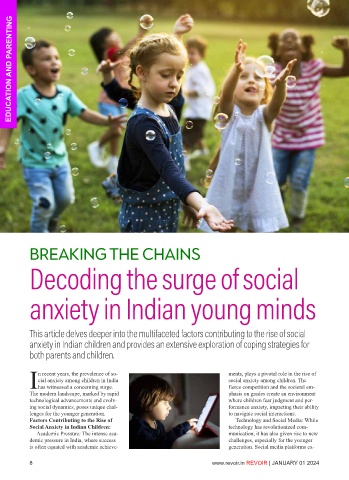 EDUCATION AND PARENTING
BREAKING THE CHAINS
Decoding the surge of social
anxiety in Indian young minds
This article delves deeper into the multifaceted factors contributing to the rise of social
anxiety in Indian children and provides an extensive exploration of coping strategies for
both parents and children.
In recent years, the prevalence of so-
cial anxiety among children in India
has witnessed a concerning surge.
The modern landscape, marked by rapid
technological advancements and evolv-
ing social dynamics, poses unique chal-
lenges for the younger generation.
Factors Contributing to the Rise of
Social Anxiety in Indian Children:
Academic Pressure: The intense aca-
demic pressure in India, where success
is often equated with academic achieve-
ments, plays a pivotal role in the rise of
social anxiety among children. The
fierce competition and the societal em-
phasis on grades create an environment
where children fear judgment and per-
formance anxiety, impacting their ability
to navigate social interactions.
Technology and Social Media: While
technology has revolutionized com-
munication, it has also given rise to new
challenges, especially for the younger
generation. Social media platforms ex-
8
www.revoir.in REVOIR | JANUARY 01 2024